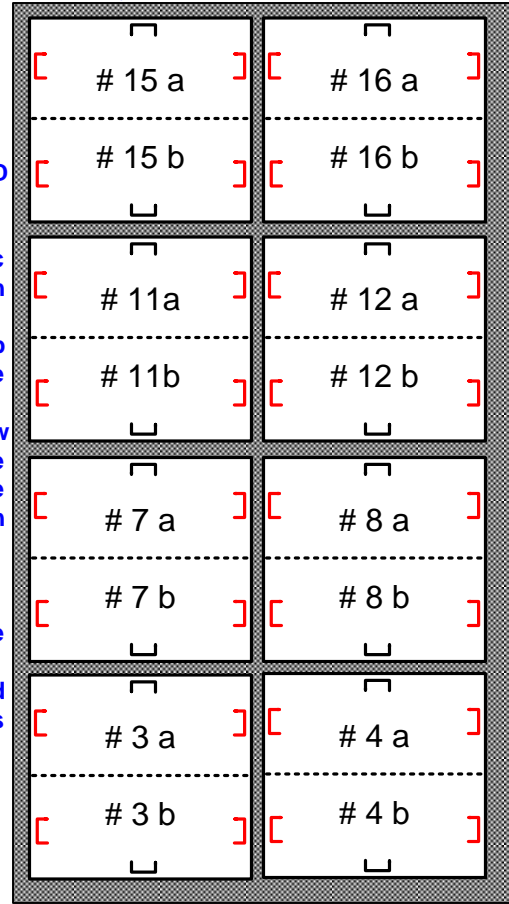 # 15 a # 16 a
# 15 b # 16 b
# 11a # 12 a
# 11b # 12 b
# 7 a # 8 a
# 7 b # 8 b
# 3 a # 4 a
# 3 b # 4 b